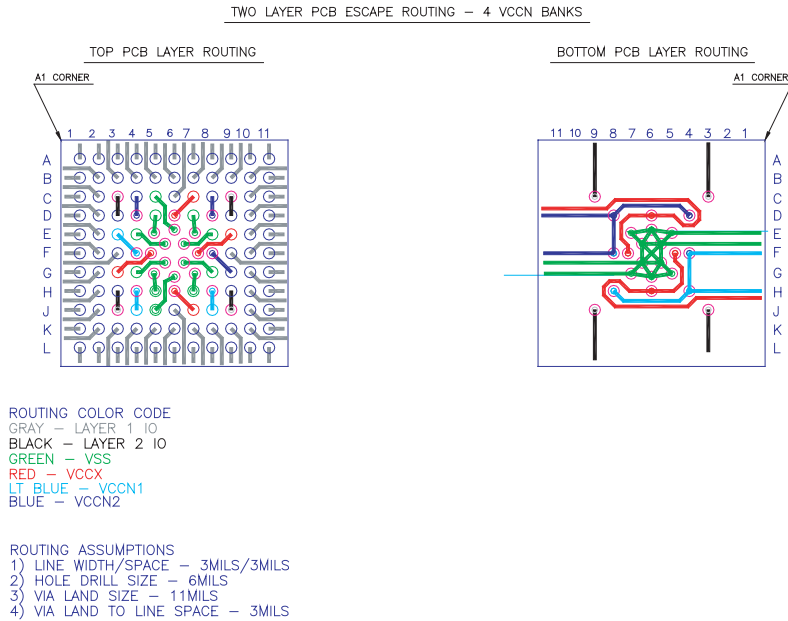 TWO LAYER PCB ESCAPE ROUTING – 4 VCCN BANKS
TOP PCB LAYER ROUTING
BOTTOM PCB LAYER ROUTING
A1 CORNER
A1 CORNER
1 2 3 4 5 6 7 8 9 10 11
11 10 9 8 7 6 5 4 3 2 1
A
B
C
D
E
F
G
H
J
K
L
A
B
C
D
E
F
G
H
J
K
L
ROUTING COLOR CODE
GRAY – LAYER 1 IO
BLACK – LAYER 2 IO
GREEN – VSS
RED – VCCX
LT BLUE – VCCN1
BLUE – VCCN2
ROUTING ASSUMPTIONS
1) LINE WIDTH/SPACE – 3MILS/3MILS
2) HOLE DRILL SIZE – 6MILS
3) VIA LAND SIZE – 11MILS
4) VIA LAND TO LINE SPACE – 3MILS